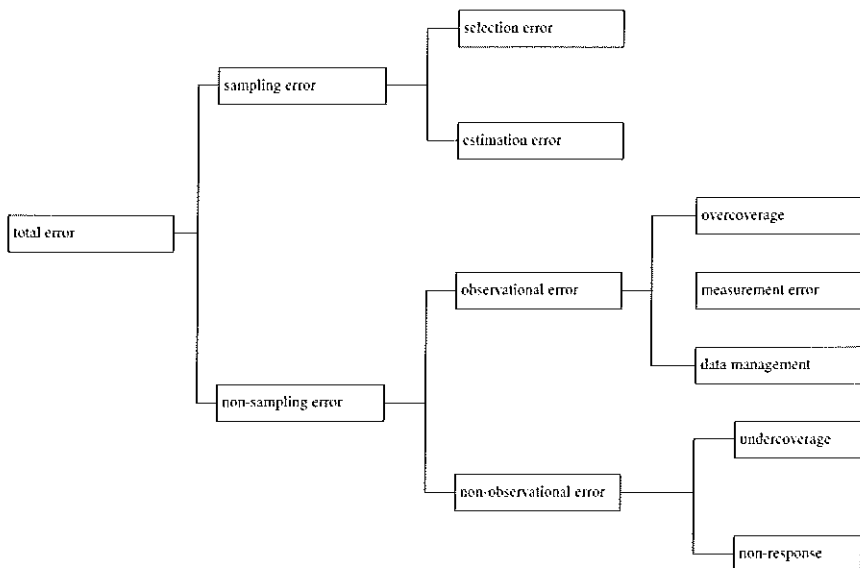 selection error
sampling error
estimation error
total error
overcoverage
observational error
measurement error
data management
non-sampling error
undercoverage
non-observational error
non-response